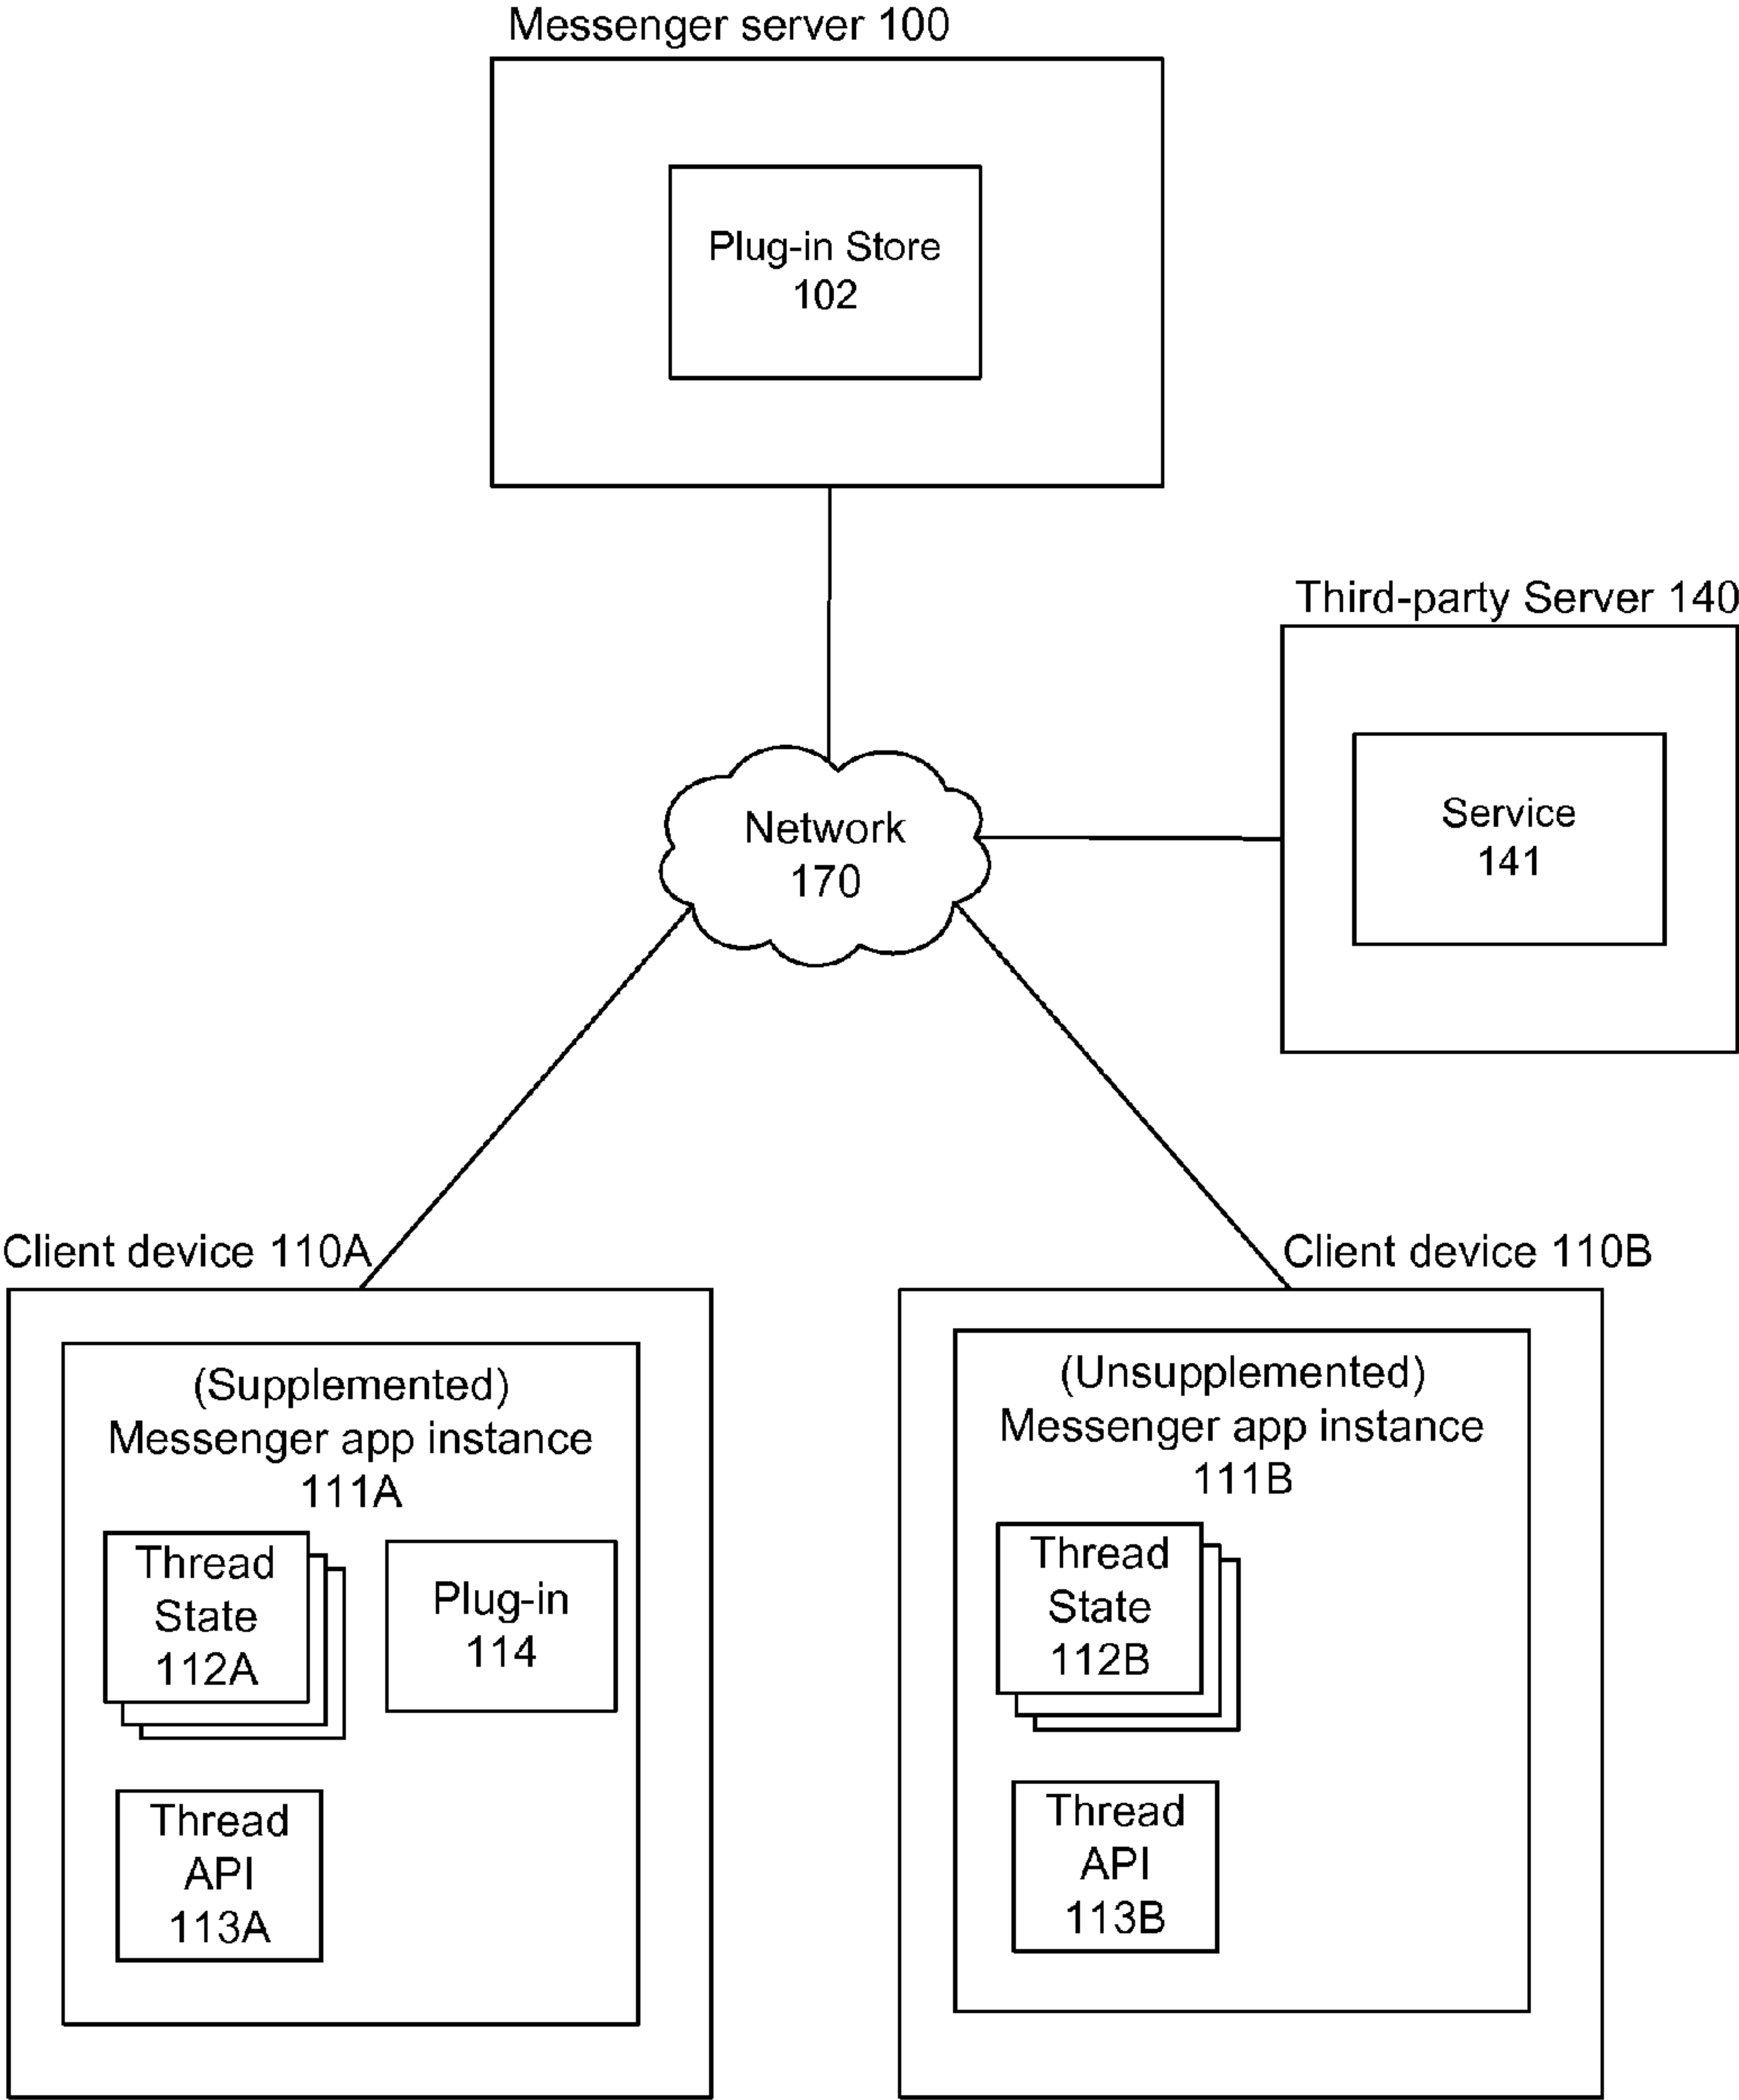 Messenger server 100
Plug-in Store
102
Third-party Server 140
Service
141
Network
170
Client device 110A
(Supplemented)
Messenger app instance
111A
Thread
State
112A
Plug-in
114
Thread
API
113A
Client device 110B
(Unsupplemented)
Messenger app instance
111B
Thread
State
112B
Thread
API
113B